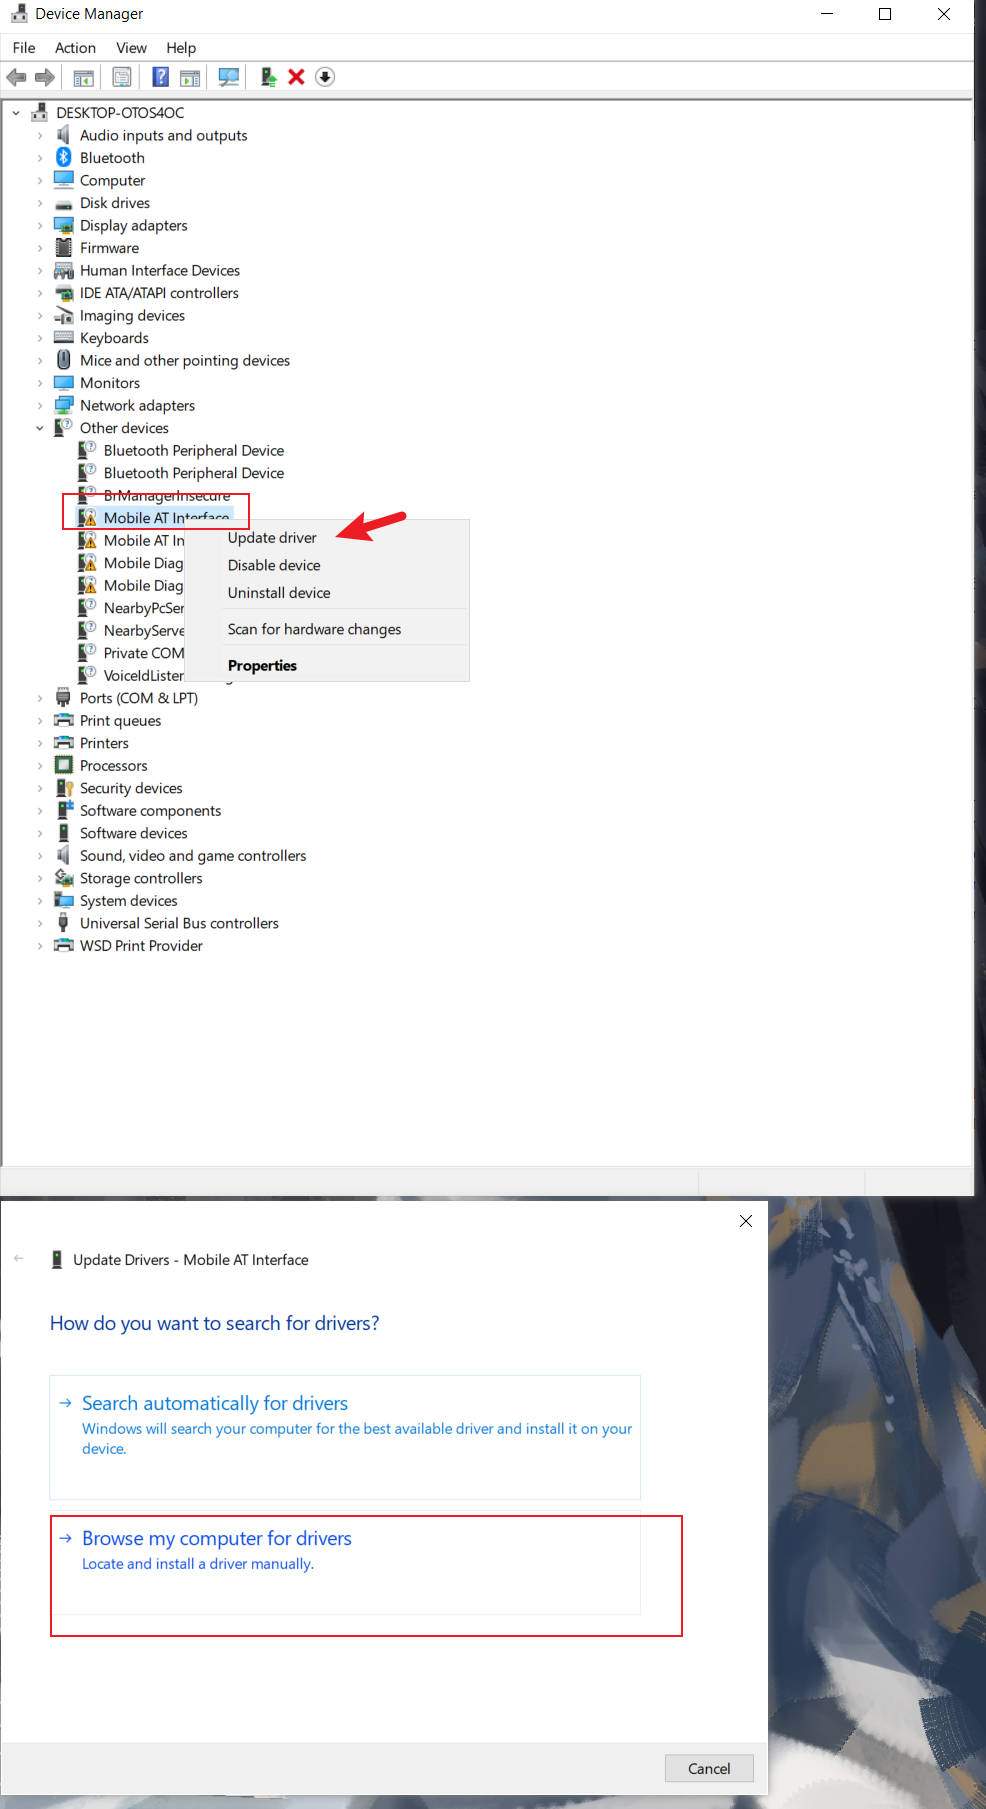 Device Manager
File Action View Help
DESKTOP-OTOS4OC
Audio inputs and outputs
Bluetooth
Computer
Disk drives
Display adapters
Firmware
Human Interface Devices
IDE ATA/ATAPI controllers
Imaging devices
Keyboards
Mice and other pointing devices
Monitors
Network adapters
Other devices
Bluetooth Peripheral Device
Bluetooth Peripheral Device
BrManagerInsecure
Mobile AT Interface
Update driver
Mobile AT In
Disable device
Mobile Diag
Mobile Diag
Uninstall device
NearbyPcSer
NearbyServe
Scan for hardware changes
Private COM
Properties
VoiceIdLister
Ports (COM & LPT)
Print queues
Printers
Processors
Security devices
Software components
Software devices
Sound, video and game controllers
Storage controllers
System devices
Universal Serial Bus controllers
WSD Print Provider
Update Drivers - Mobile AT Interface
How do you want to search for drivers?
Search automatically for drivers
Windows will search your computer for the best available driver and install it on your
device.
Browse my computer for drivers
Locate and install a driver manually.
Cancel